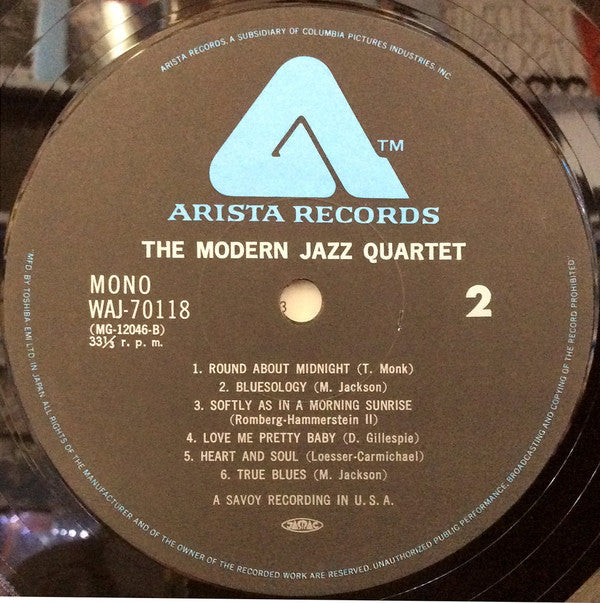 ARISTA RECORDS, A SUBSIDIARY OF COLUMBIA PICTURES INDUSTRIES, INC.
TM
ARISTA RECORDS
THE MODERN JAZZ QUARTET
MONO
WAJ-70118
(MG-12046-B)
33⅓ r. p. m.
2
3
1. ROUND ABOUT MIDNIGHT (T. Monk)
2. BLUESOLOGY (M. Jackson)
3. SOFTLY AS IN A MORNING SUNRISE
(Romberg-Hammerstein II)
4. LOVE ME PRETTY BABY (D. Gillespie)
5. HEART AND SOUL (Loesser-Carmichael)
6. TRUE BLUES (M. Jackson)
A SAVOY RECORDING IN U. S. A.
JASRAC
MFD. BY TOSHIBA EMI LTD. IN JAPAN. ALL RIGHTS OF THE MANUFACTURER AND OF THE OWNER OF THE RECORDED WORK ARE RESERVED. UNAUTHORIZED PUBLIC PERFORMANCE, BROADCASTING AND COPYING OF THE RECORD PROHIBITED.